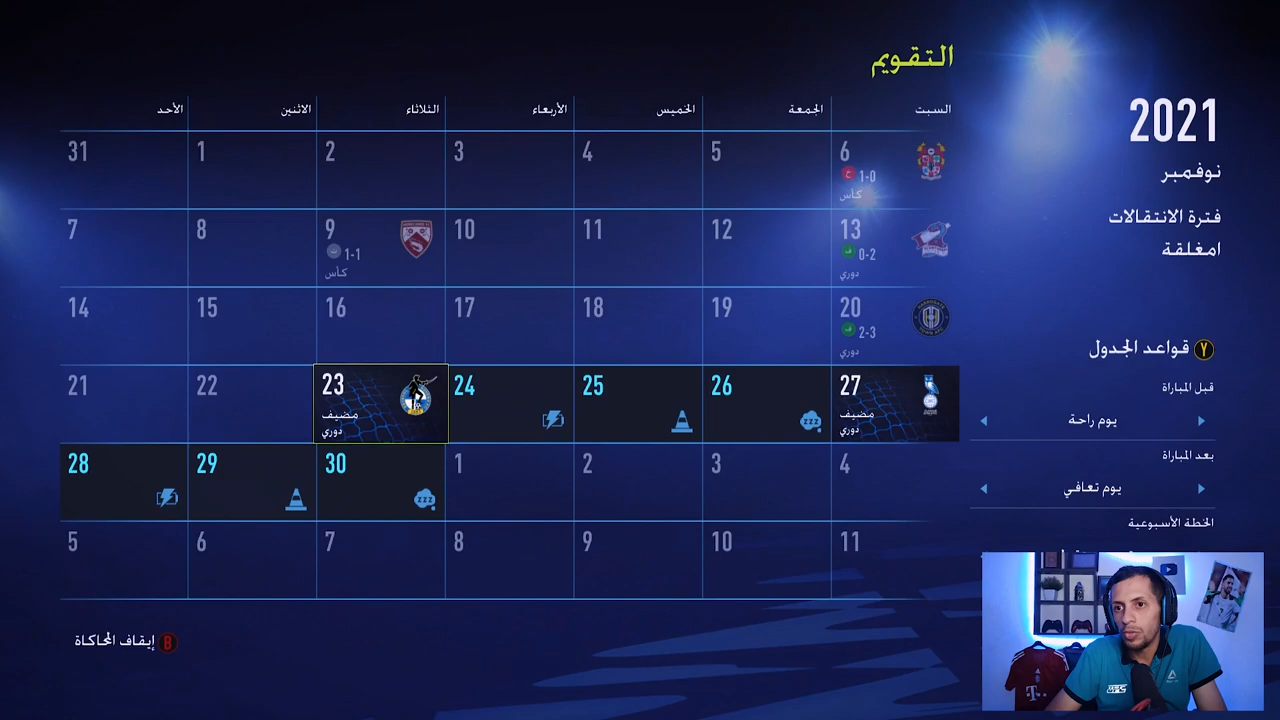 التقويم
2021
نوفمبر
فترة الانتقالات
امغلقة
الأحد الاثنين الثلاثاء الأربعاء الخميس الجمعة السبت
31 1 2 3 4 5 6
1-0
كأس
7 8 9 10 11 12 13
1-1 0-2
كأس دوري
14 15 16 17 18 19 20
2-3
دوري
21 22 23 24 25 26 27
مضيف مضيف
دوري دوري
28 29 30 1 2 3 4
5 6 7 8 9 10 11
Y قواعد الجدول
قبل المباراة
يوم راحة
بعد المباراة
يوم تعافي
الخطة الأسبوعية
B إيقاف المحاكاة